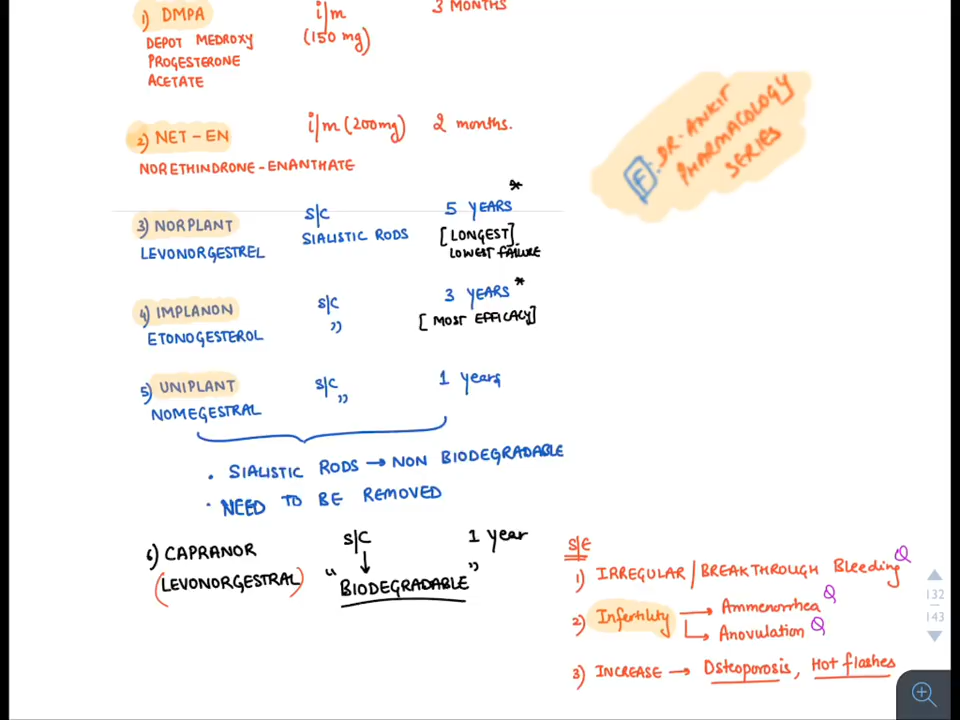 1) DMPA i/m 3 MONTHS
DEPOT MEDROXY (150 mg)
PROGESTERONE
ACETATE
2) NET - EN i/m (200mg) 2 months.
NORETHINDRONE - ENANTHATE
F DR. ANKIT
PHARMACOLOGY
SERIES
3) NORPLANT s/c 5 YEARS *
LEVONORGESTREL SIALISTIC RODS [LONGEST]
LOWEST FAILURE
4) IMPLANON s/c 3 YEARS *
ETONOGESTEROL ,, [MOST EFFICACY]
5) UNIPLANT s/c ,, 1 years
NOMEGESTRAL
• SIALISTIC RODS → NON BIODEGRADABLE
• NEED TO BE REMOVED
6) CAPRANOR s/c 1 year
(LEVONORGESTRAL) ↓
"BIODEGRADABLE"
S/E
1) IRREGULAR/BREAKTHROUGH Bleeding Q
2) Infertility → Ammenorrhea Q
→ Anovulation Q
3) INCREASE → Osteoporosis, Hot flashes
132
143